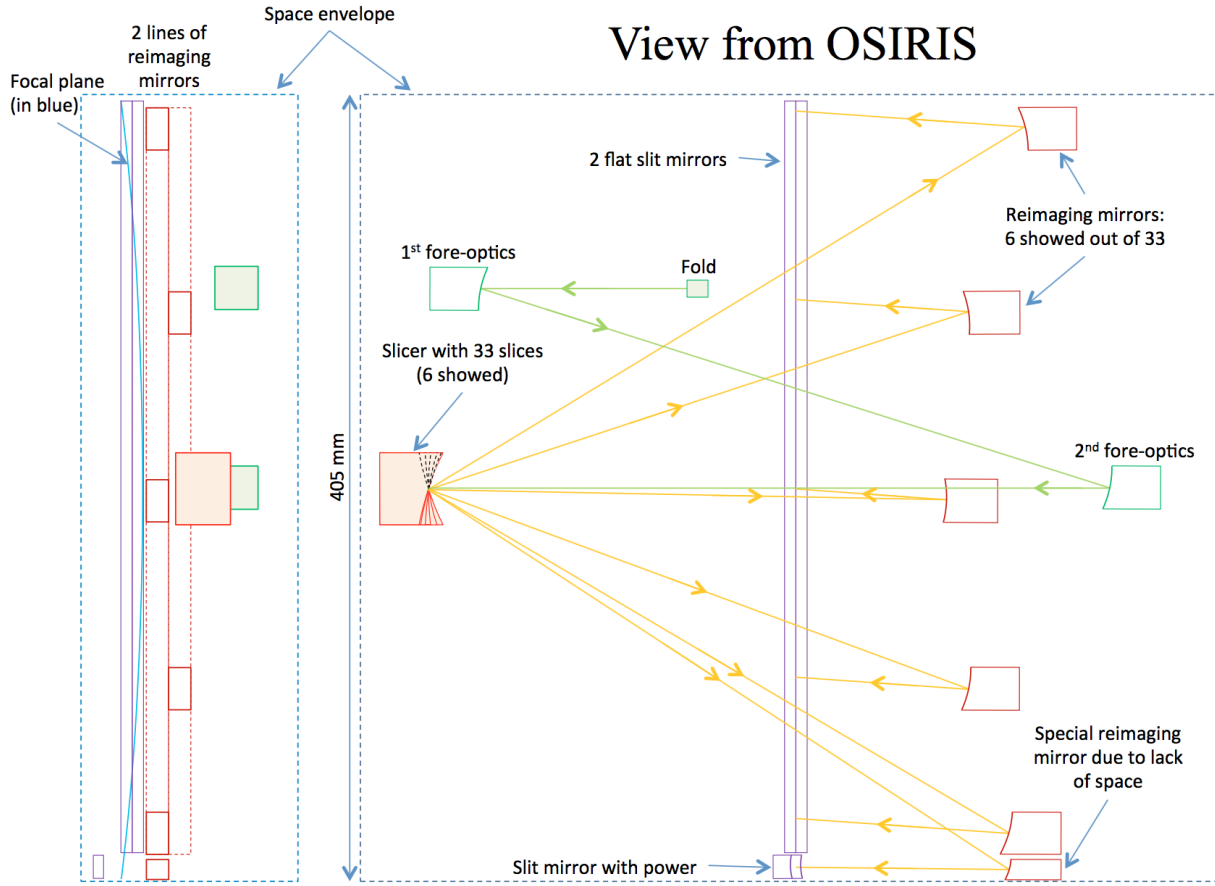 Space envelope
View from OSIRIS
2 lines of
reimaging
mirrors
Focal plane
(in blue)
2 flat slit mirrors
Reimaging mirrors:
6 showed out of 33
1st fore-optics
Fold
Slicer with 33 slices
(6 showed)
405 mm
2nd fore-optics
Special reimaging
mirror due to lack
of space
Slit mirror with power